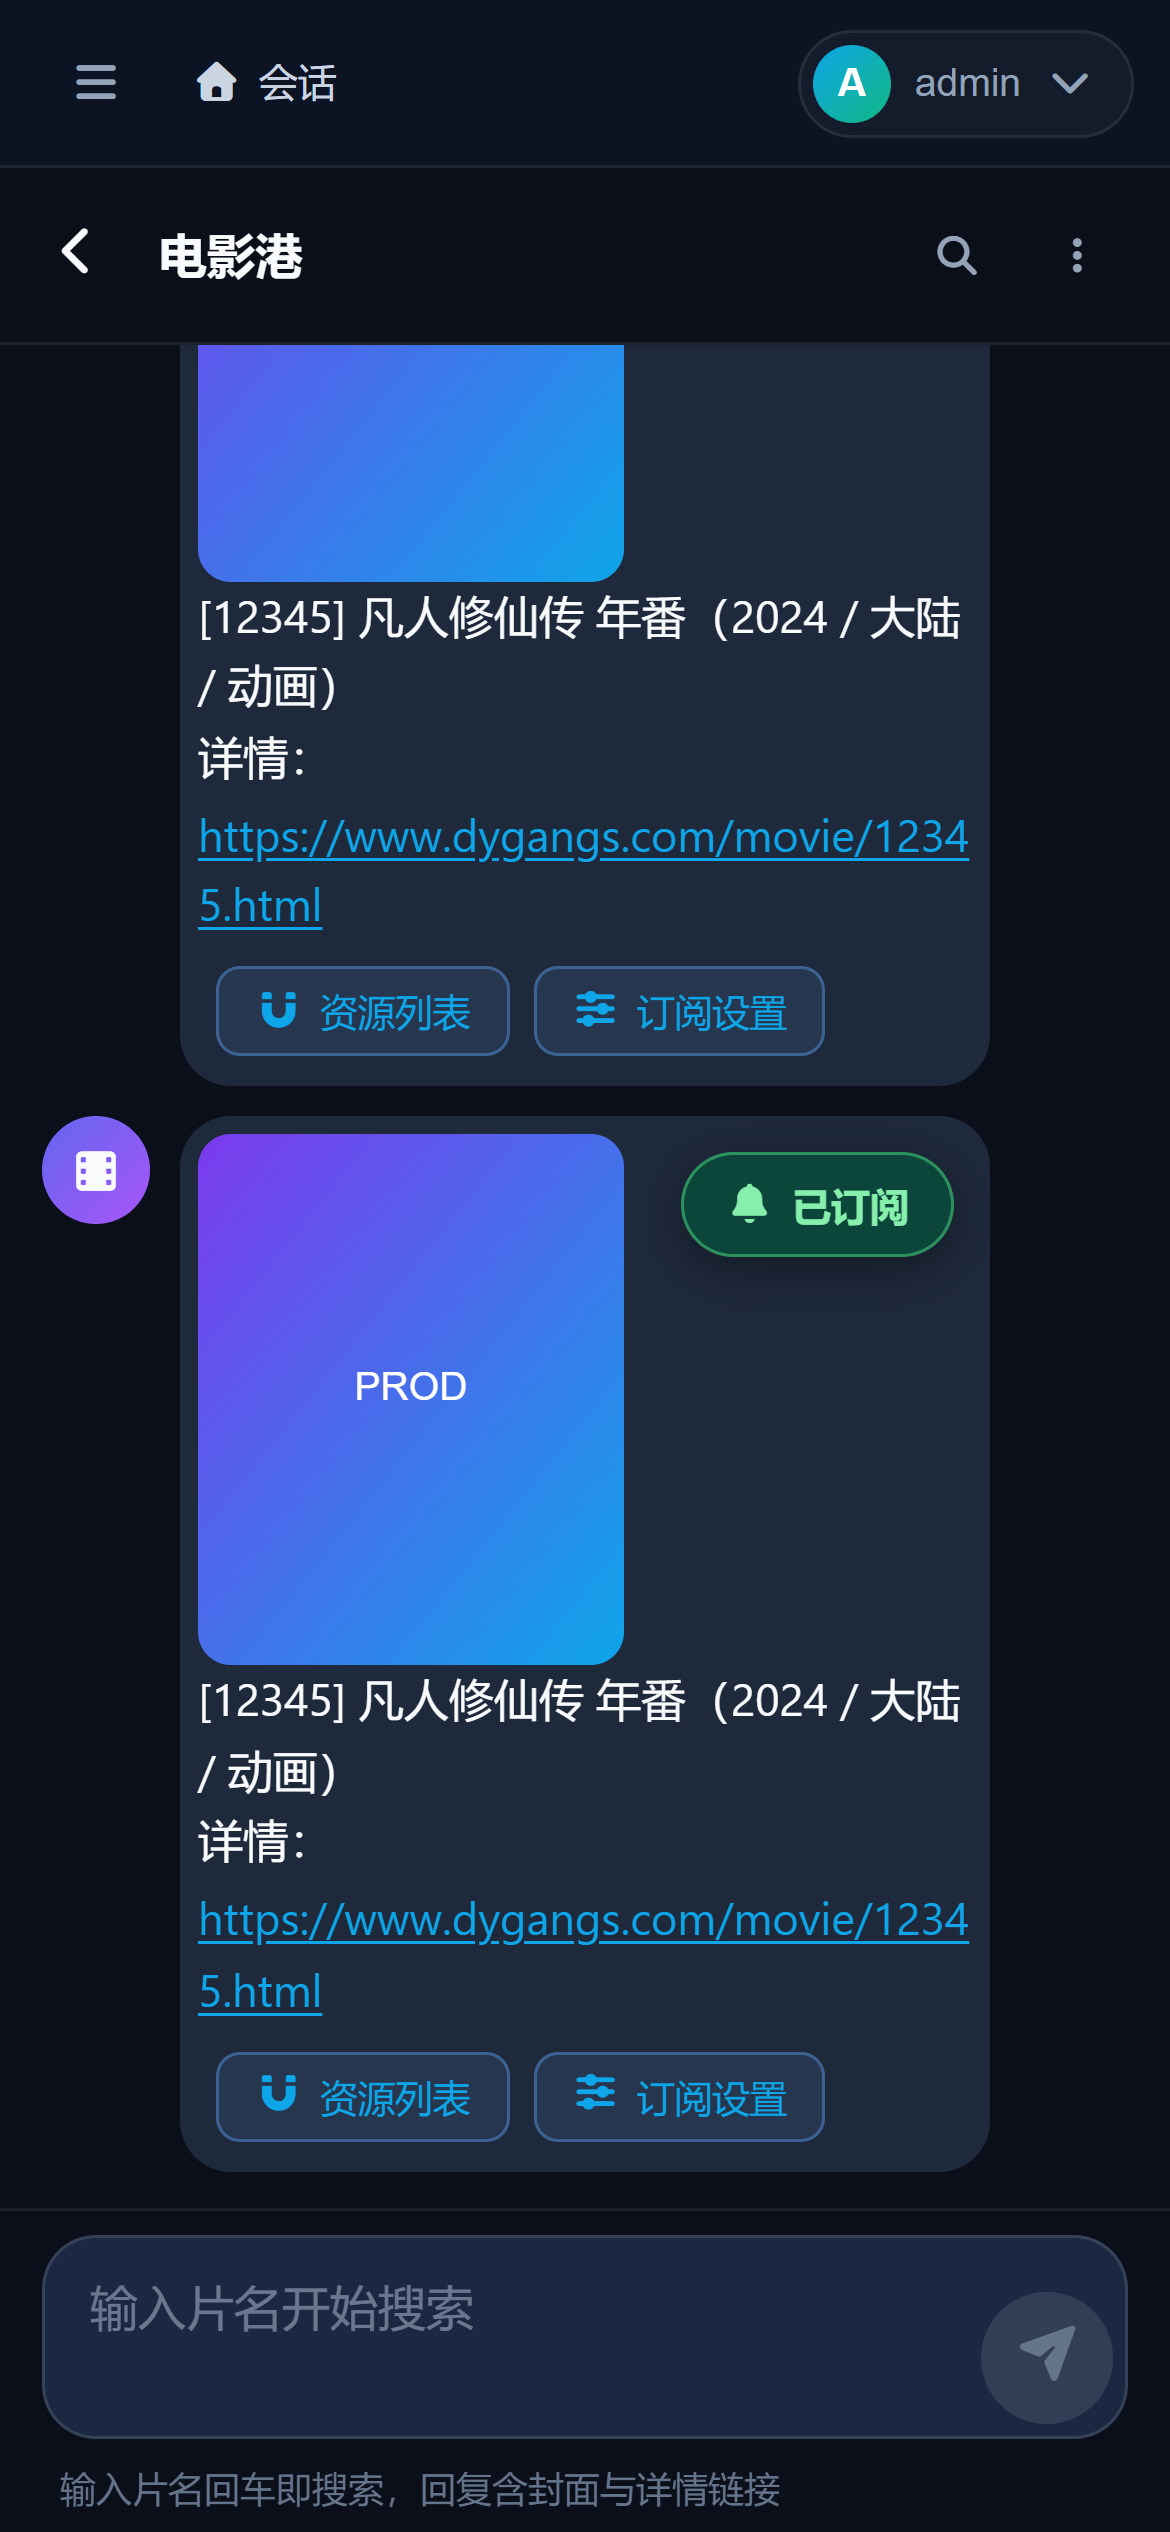 会话
A admin
电影港
[12345] 凡人修仙传 年番（2024 / 大陆
/ 动画）
详情：
https://www.dygangs.com/movie/1234
5.html
资源列表 订阅设置
已订阅
PROD
[12345] 凡人修仙传 年番（2024 / 大陆
/ 动画）
详情：
https://www.dygangs.com/movie/1234
5.html
资源列表 订阅设置
输入片名开始搜索
输入片名回车即搜索，回复含封面与详情链接